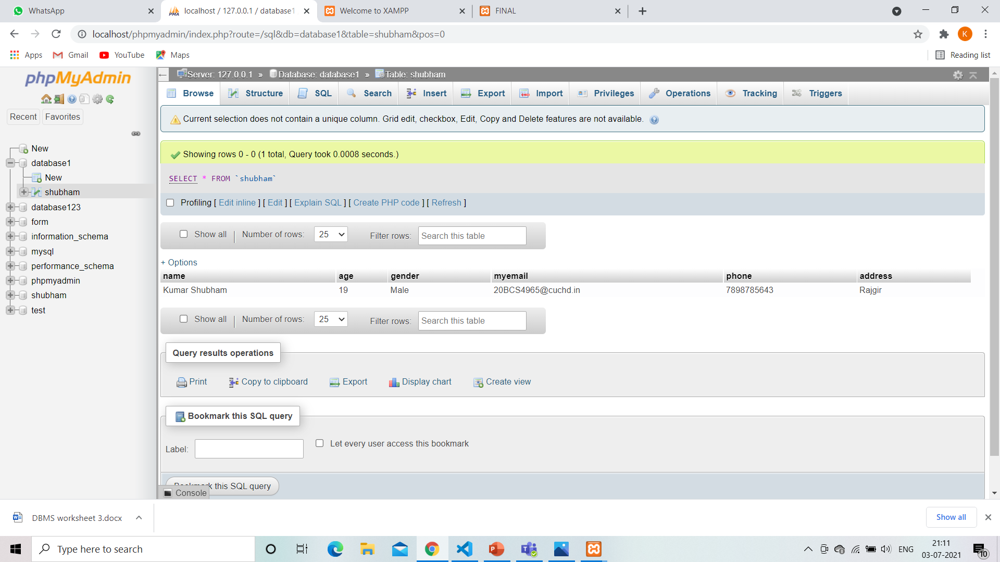 WhatsApp
localhost / 127.0.0.1 / database1
Welcome to XAMPP
FINAL
localhost/phpmyadmin/index.php?route=/sql&db=database1&table=shubham&pos=0
K
Apps Gmail YouTube Maps Reading list
phpMyAdmin
Recent Favorites
New
database1
New
shubham
database123
form
information_schema
mysql
performance_schema
phpmyadmin
shubham
test
Server: 127.0.0.1 » Database: database1 » Table: shubham
Browse Structure SQL Search Insert Export Import Privileges Operations Tracking Triggers
Current selection does not contain a unique column. Grid edit, checkbox, Edit, Copy and Delete features are not available.
Showing rows 0 - 0 (1 total, Query took 0.0008 seconds.)
SELECT * FROM `shubham`
Profiling [ Edit inline ] [ Edit ] [ Explain SQL ] [ Create PHP code ] [ Refresh ]
Show all | Number of rows: 25 Filter rows: Search this table
+ Options
name age gender myemail phone address
Kumar Shubham 19 Male 20BCS4965@cuchd.in 7898785643 Rajgir
Show all | Number of rows: 25 Filter rows: Search this table
Query results operations
Print Copy to clipboard Export Display chart Create view
Bookmark this SQL query
Label: Let every user access this bookmark
Bookmark this SQL query
Console
DBMS worksheet 3.docx
Show all
Type here to search
ENG
21:11
03-07-2021
10